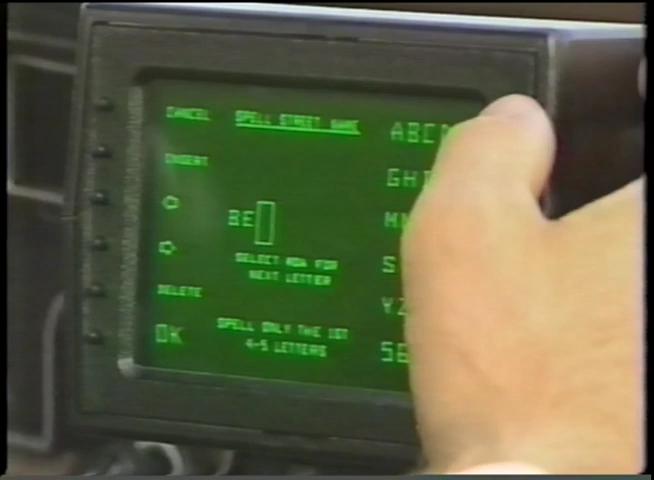 CANCEL
SPELL STREET NAME
ABC
INSERT
GH
BE
SELECT ROW FOR
NEXT LETTER
S
DELETE
YZ
OK
SPELL ONLY THE 1ST
4-5 LETTERS